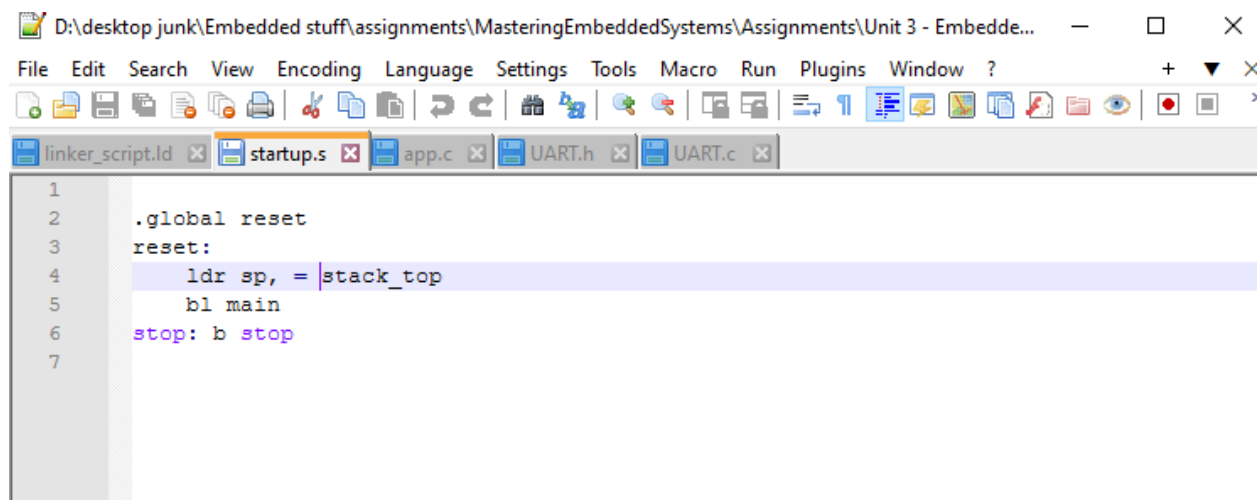 D:\desktop junk\Embedded stuff\assignments\MasteringEmbeddedSystems\Assignments\Unit 3 - Embedde...
File Edit Search View Encoding Language Settings Tools Macro Run Plugins Window ?
linker_script.ld startup.s app.c UART.h UART.c
1
2 .global reset
3 reset:
4 ldr sp, = stack_top
5 bl main
6 stop: b stop
7